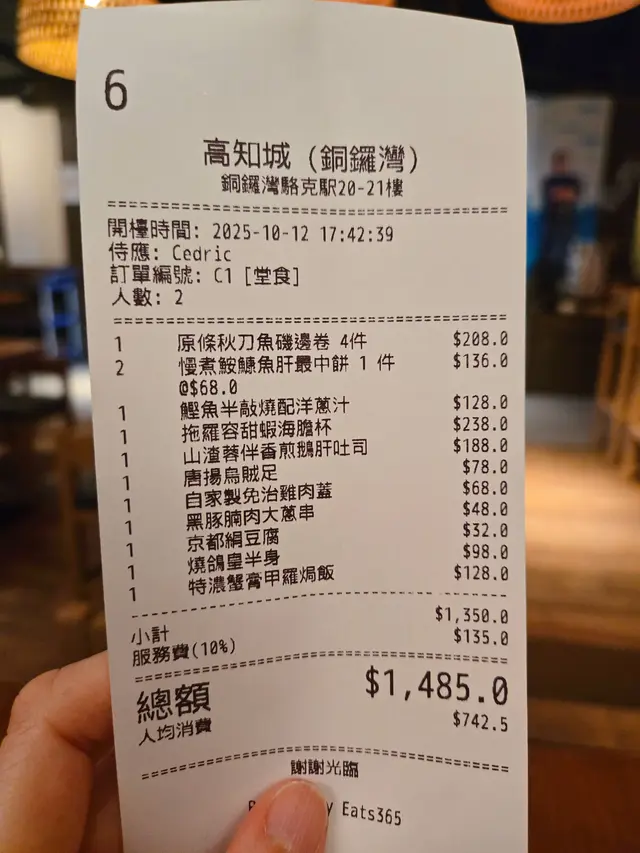 6
高知城 (銅鑼灣)
銅鑼灣駱克駅20-21樓
開檯時間: 2025-10-12 17:42:39
侍應: Cedric
訂單編號: C1 [堂食]
人數: 2
1 原條秋刀魚磯邊卷 4件 $208.0
2 慢煮鮟鱇魚肝最中餅 1 件 $136.0
@$68.0
1 鰹魚半敲燒配洋蔥汁 $128.0
1 拖羅容甜蝦海膽杯 $238.0
1 山渣蓉伴香煎鵝肝吐司 $188.0
1 唐揚烏賊足 $78.0
1 自家製免治雞肉蓋 $68.0
1 黑豚腩肉大蔥串 $48.0
1 京都絹豆腐 $32.0
1 燒鴿皇半身 $98.0
1 特濃蟹膏甲羅焗飯 $128.0
小計 $1,350.0
服務費(10%) $135.0
總額 $1,485.0
人均消費 $742.5
謝謝光臨
Eats365